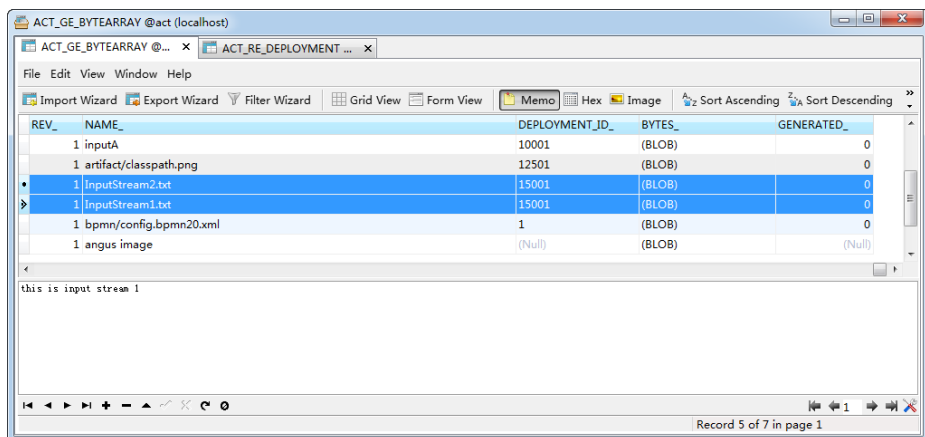 ACT_GE_BYTEARRAY @act (localhost)
ACT_GE_BYTEARRAY @... ACT_RE_DEPLOYMENT ...
File Edit View Window Help
Import Wizard Export Wizard Filter Wizard Grid View Form View Memo Hex Image Sort Ascending Sort Descending
REV_ NAME_ DEPLOYMENT_ID_ BYTES_ GENERATED_
1 inputA 10001 (BLOB) 0
1 artifact/classpath.png 12501 (BLOB) 0
1 InputStream2.txt 15001 (BLOB) 0
1 InputStream1.txt 15001 (BLOB) 0
1 bpmn/config.bpmn20.xml 1 (BLOB) 0
1 angus image (Null) (BLOB) (Null)
this is input stream 1
1
Record 5 of 7 in page 1